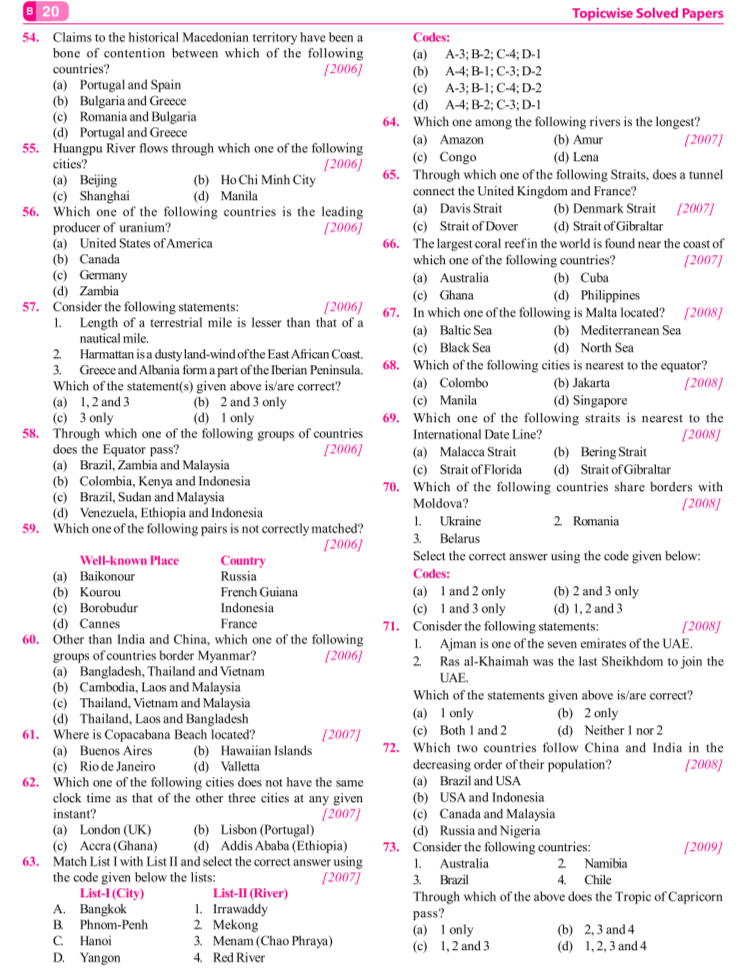 B 20
Topicwise Solved Papers
54. Claims to the historical Macedonian territory have been a
bone of contention between which of the following
countries? [2006]
(a) Portugal and Spain
(b) Bulgaria and Greece
(c) Romania and Bulgaria
(d) Portugal and Greece
55. Huangpu River flows through which one of the following
cities? [2006]
(a) Beijing (b) Ho Chi Minh City
(c) Shanghai (d) Manila
56. Which one of the following countries is the leading
producer of uranium? [2006]
(a) United States of America
(b) Canada
(c) Germany
(d) Zambia
57. Consider the following statements: [2006]
1. Length of a terrestrial mile is lesser than that of a
nautical mile.
2. Harmattan is a dusty land-wind of the East African Coast.
3. Greece and Albania form a part of the Iberian Peninsula.
Which of the statement(s) given above is/are correct?
(a) 1, 2 and 3 (b) 2 and 3 only
(c) 3 only (d) 1 only
58. Through which one of the following groups of countries
does the Equator pass? [2006]
(a) Brazil, Zambia and Malaysia
(b) Colombia, Kenya and Indonesia
(c) Brazil, Sudan and Malaysia
(d) Venezuela, Ethiopia and Indonesia
59. Which one of the following pairs is not correctly matched?
[2006]
Well-known Place Country
(a) Baikonour Russia
(b) Kourou French Guiana
(c) Borobudur Indonesia
(d) Cannes France
60. Other than India and China, which one of the following
groups of countries border Myanmar? [2006]
(a) Bangladesh, Thailand and Vietnam
(b) Cambodia, Laos and Malaysia
(c) Thailand, Vietnam and Malaysia
(d) Thailand, Laos and Bangladesh
61. Where is Copacabana Beach located? [2007]
(a) Buenos Aires (b) Hawaiian Islands
(c) Rio de Janeiro (d) Valletta
62. Which one of the following cities does not have the same
clock time as that of the other three cities at any given
instant? [2007]
(a) London (UK) (b) Lisbon (Portugal)
(c) Accra (Ghana) (d) Addis Ababa (Ethiopia)
63. Match List I with List II and select the correct answer using
the code given below the lists: [2007]
List-I (City) List-II (River)
A. Bangkok 1. Irrawaddy
B. Phnom-Penh 2. Mekong
C. Hanoi 3. Menam (Chao Phraya)
D. Yangon 4. Red River
Codes:
(a) A-3; B-2; C-4; D-1
(b) A-4; B-1; C-3; D-2
(c) A-3; B-1; C-4; D-2
(d) A-4; B-2; C-3; D-1
64. Which one among the following rivers is the longest?
(a) Amazon (b) Amur [2007]
(c) Congo (d) Lena
65. Through which one of the following Straits, does a tunnel
connect the United Kingdom and France?
(a) Davis Strait (b) Denmark Strait [2007]
(c) Strait of Dover (d) Strait of Gibraltar
66. The largest coral reef in the world is found near the coast of
which one of the following countries? [2007]
(a) Australia (b) Cuba
(c) Ghana (d) Philippines
67. In which one of the following is Malta located? [2008]
(a) Baltic Sea (b) Mediterranean Sea
(c) Black Sea (d) North Sea
68. Which of the following cities is nearest to the equator?
(a) Colombo (b) Jakarta [2008]
(c) Manila (d) Singapore
69. Which one of the following straits is nearest to the
International Date Line? [2008]
(a) Malacca Strait (b) Bering Strait
(c) Strait of Florida (d) Strait of Gibraltar
70. Which of the following countries share borders with
Moldova? [2008]
1. Ukraine 2. Romania
3. Belarus
Select the correct answer using the code given below:
Codes:
(a) 1 and 2 only (b) 2 and 3 only
(c) 1 and 3 only (d) 1, 2 and 3
71. Conisder the following statements: [2008]
1. Ajman is one of the seven emirates of the UAE.
2. Ras al-Khaimah was the last Sheikhdom to join the
UAE.
Which of the statements given above is/are correct?
(a) 1 only (b) 2 only
(c) Both 1 and 2 (d) Neither 1 nor 2
72. Which two countries follow China and India in the
decreasing order of their population? [2008]
(a) Brazil and USA
(b) USA and Indonesia
(c) Canada and Malaysia
(d) Russia and Nigeria
73. Consider the following countries: [2009]
1. Australia 2. Namibia
3. Brazil 4. Chile
Through which of the above does the Tropic of Capricorn
pass?
(a) 1 only (b) 2, 3 and 4
(c) 1, 2 and 3 (d) 1, 2, 3 and 4